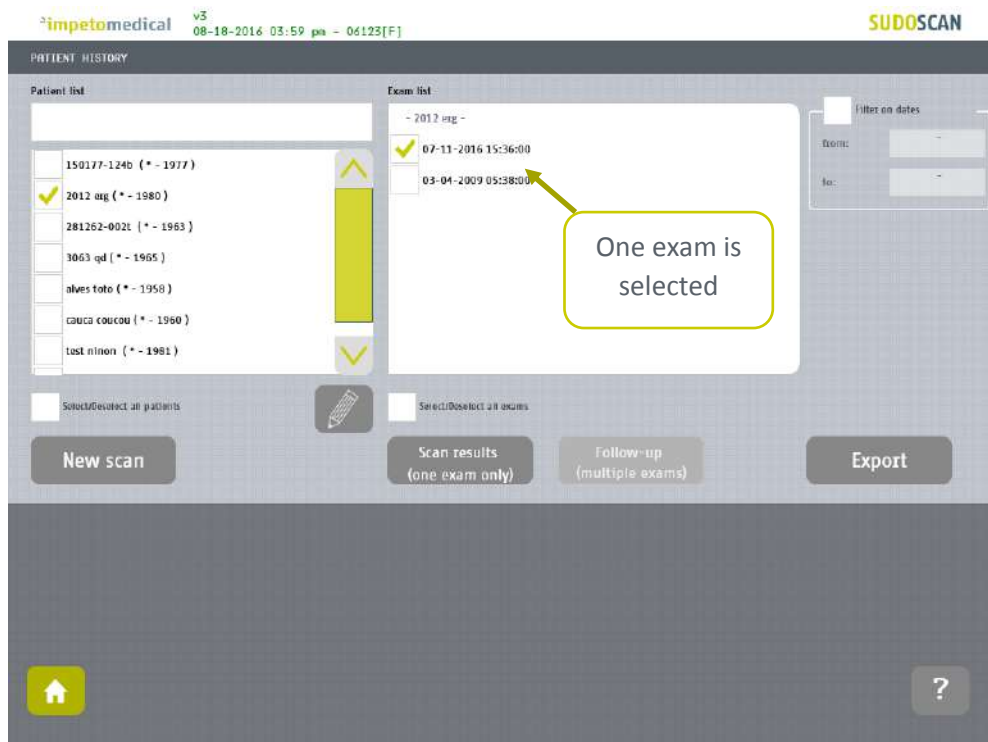 impetomedical
v3
08-18-2016 03:59 pm - 06123[F]
SUDOSCAN
PATIENT HISTORY
Patient list
150177-124b (* - 1977)
2012 erg (* - 1980)
281262-002t (* - 1963)
3063 qd (* - 1965)
alves toto (* - 1958)
cauca coucou (* - 1960)
test ninon (* - 1981)
Select/Deselect all patients
New scan
Exam list
- 2012 erg -
07-11-2016 15:36:00
03-04-2009 05:38:00
One exam is
selected
Select/Deselect all exams
Scan results
(one exam only)
Follow-up
(multiple exams)
Filter on dates
from:
-
to:
-
Export
?